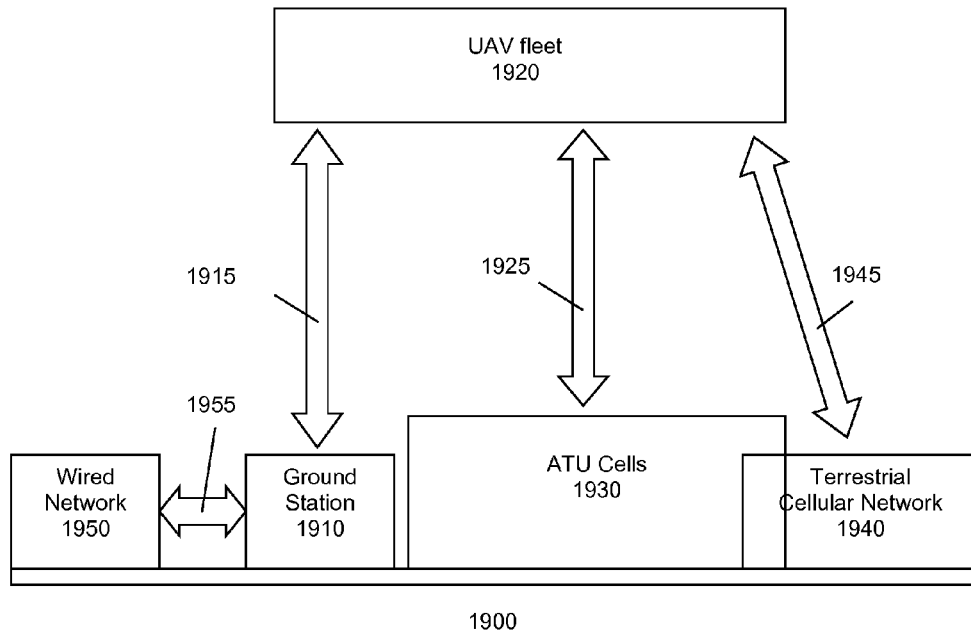 UAV fleet
1920
1915
1925
1945
1955
Wired
Network
1950
Ground
Station
1910
ATU Cells
1930
Terrestrial
Cellular Network
1940
1900